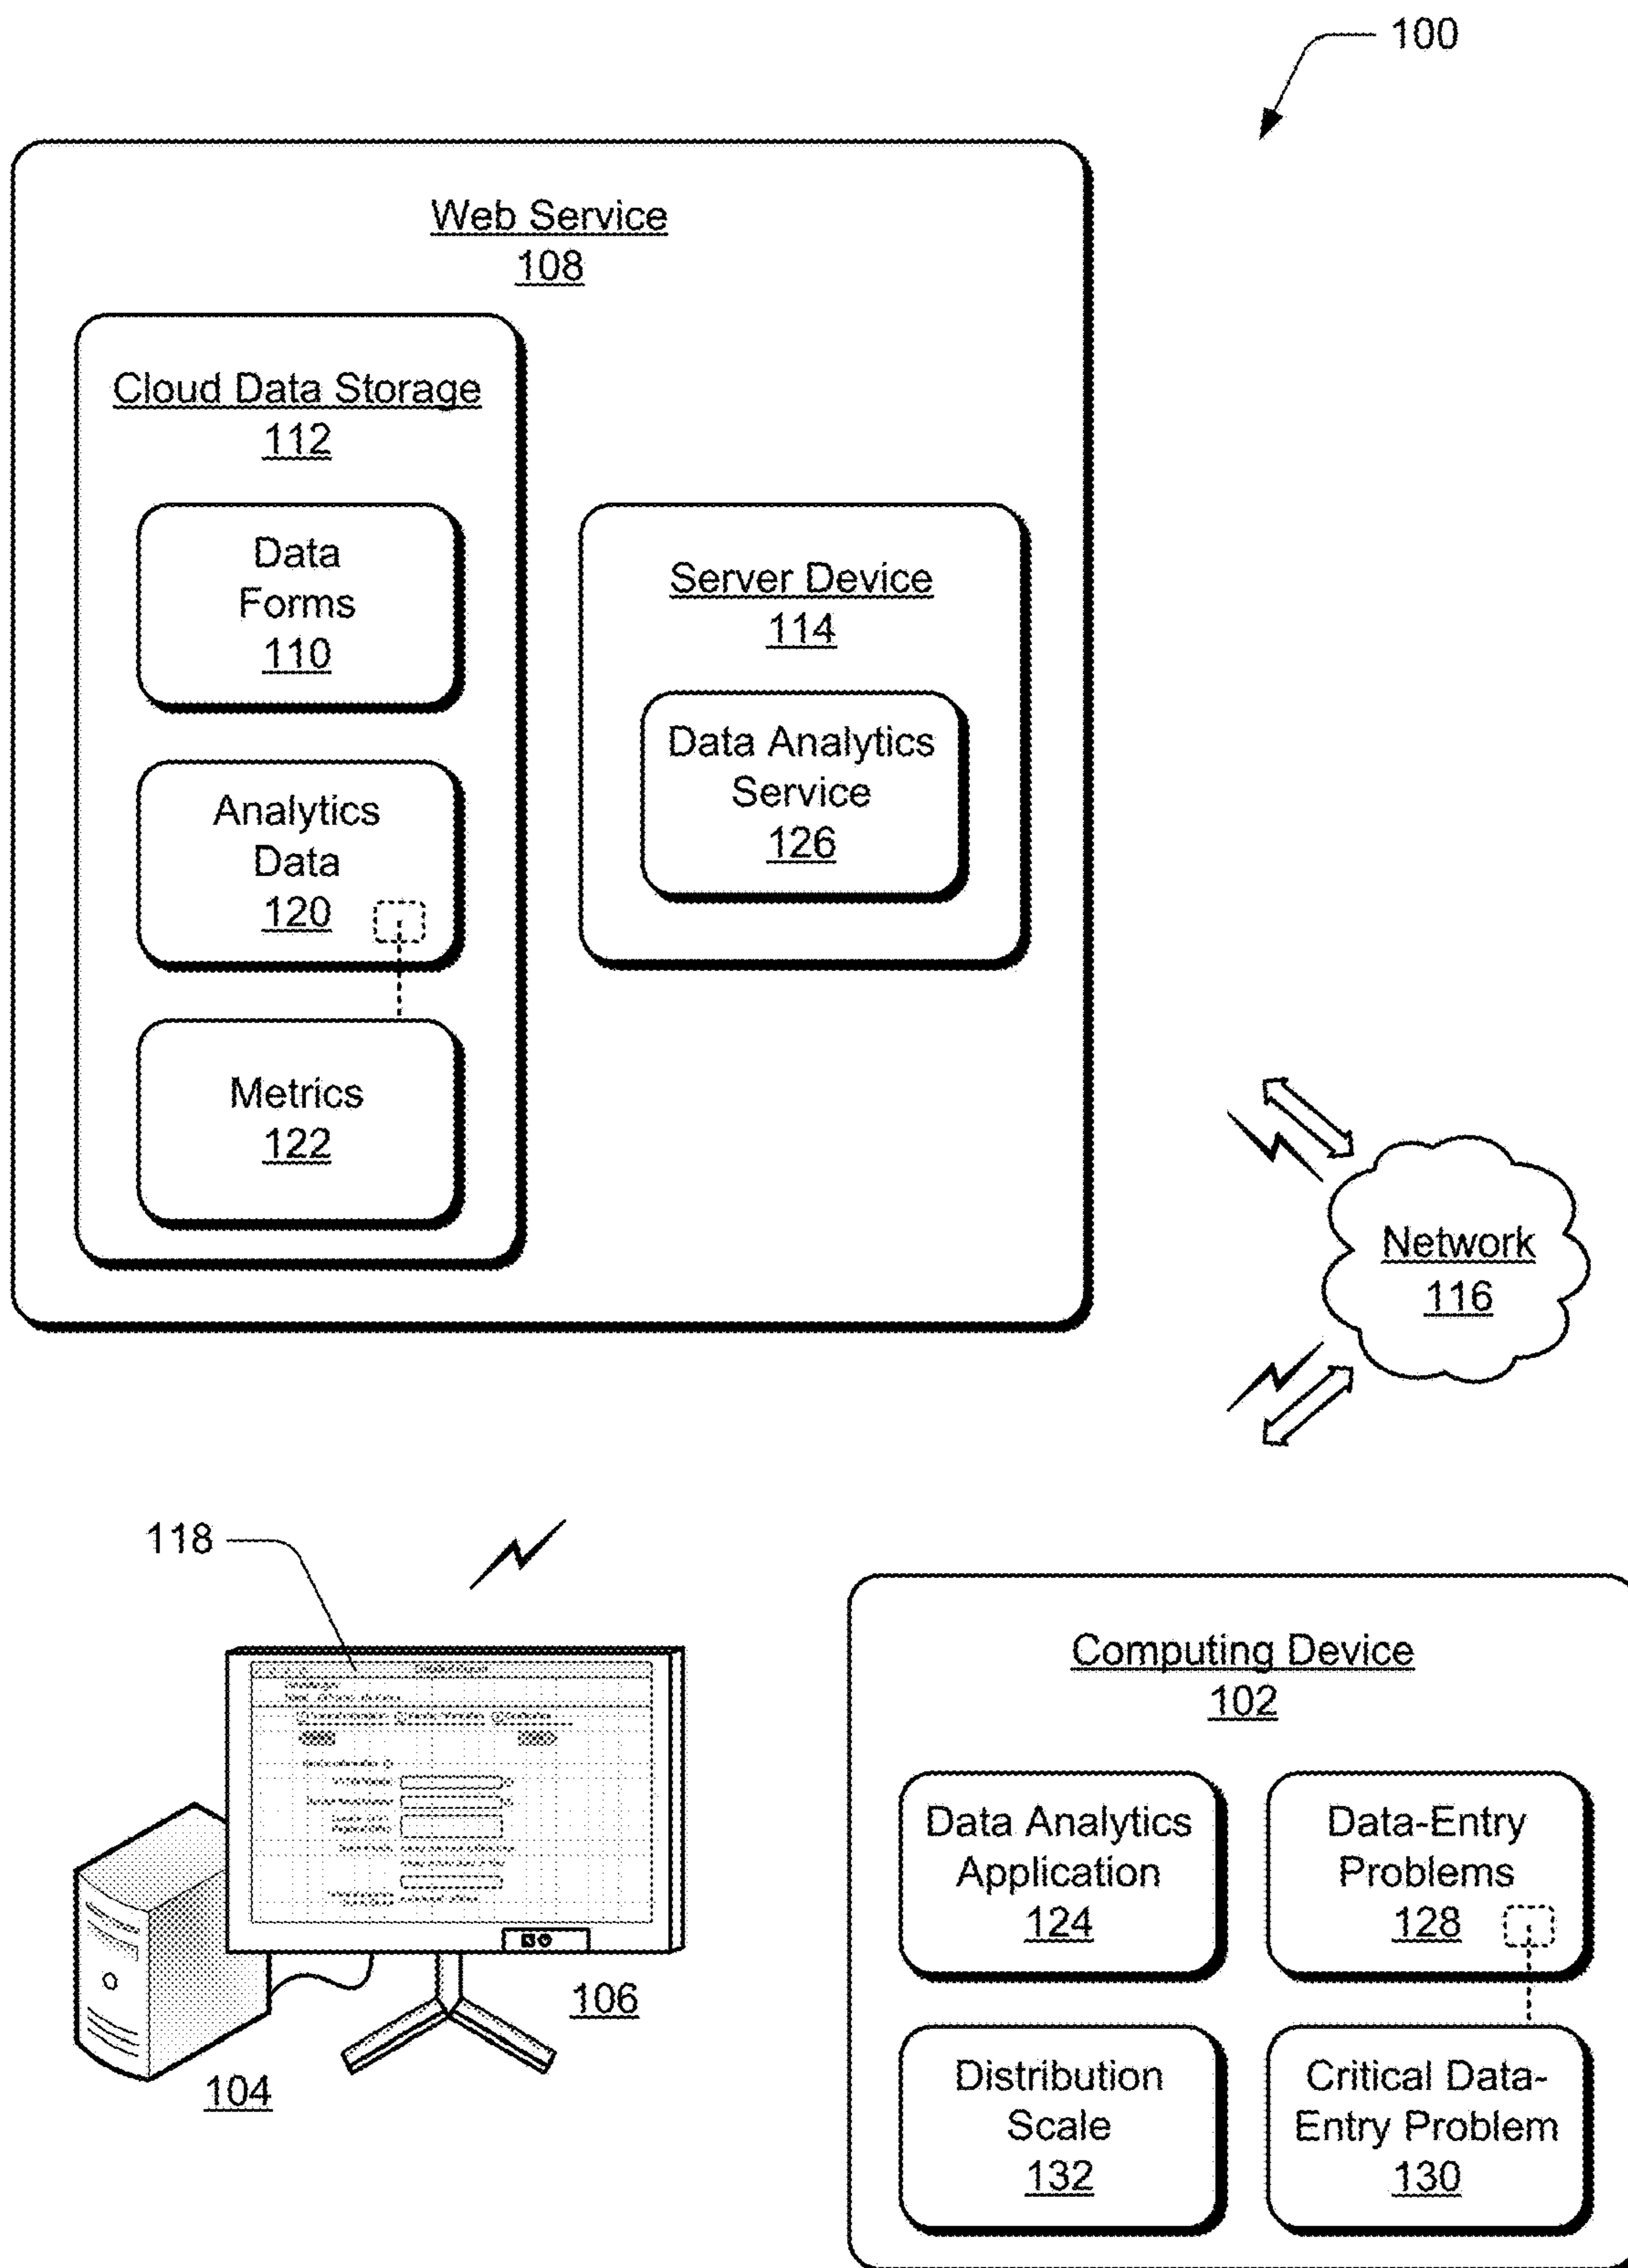 100
Web Service
108
Cloud Data Storage
112
Data
Forms
110
Analytics
Data
120
Metrics
122
Server Device
114
Data Analytics
Service
126
Network
116
118
106
104
Computing Device
102
Data Analytics
Application
124
Data-Entry
Problems
128
Distribution
Scale
132
Critical Data-
Entry Problem
130